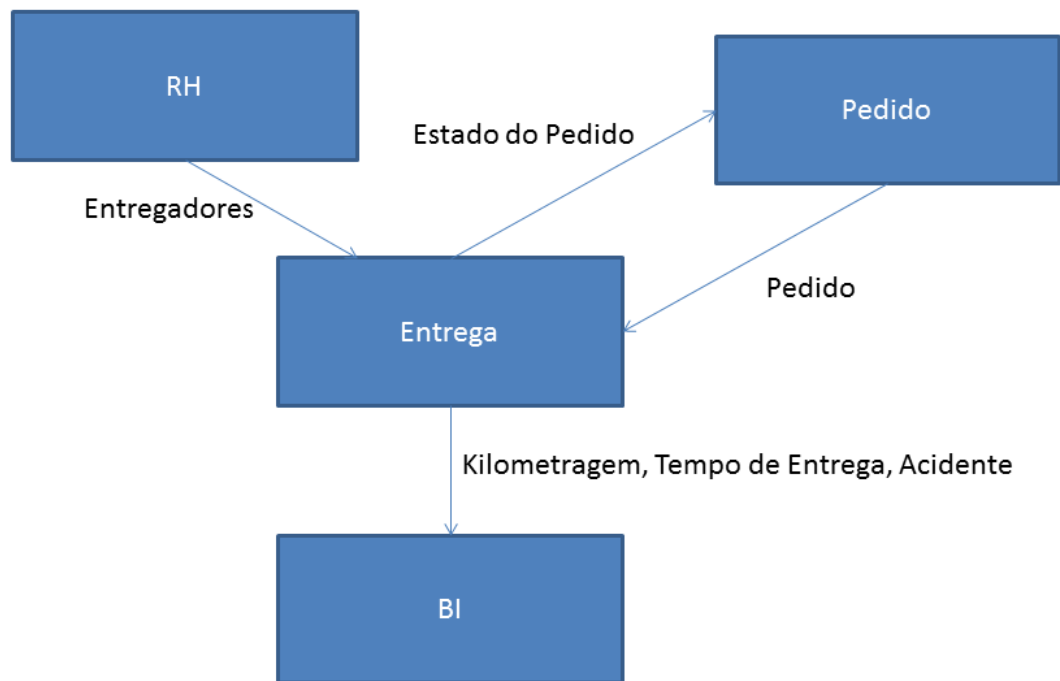 RH
Pedido
Estado do Pedido
Entregadores
Pedido
Entrega
Kilometragem, Tempo de Entrega, Acidente
BI